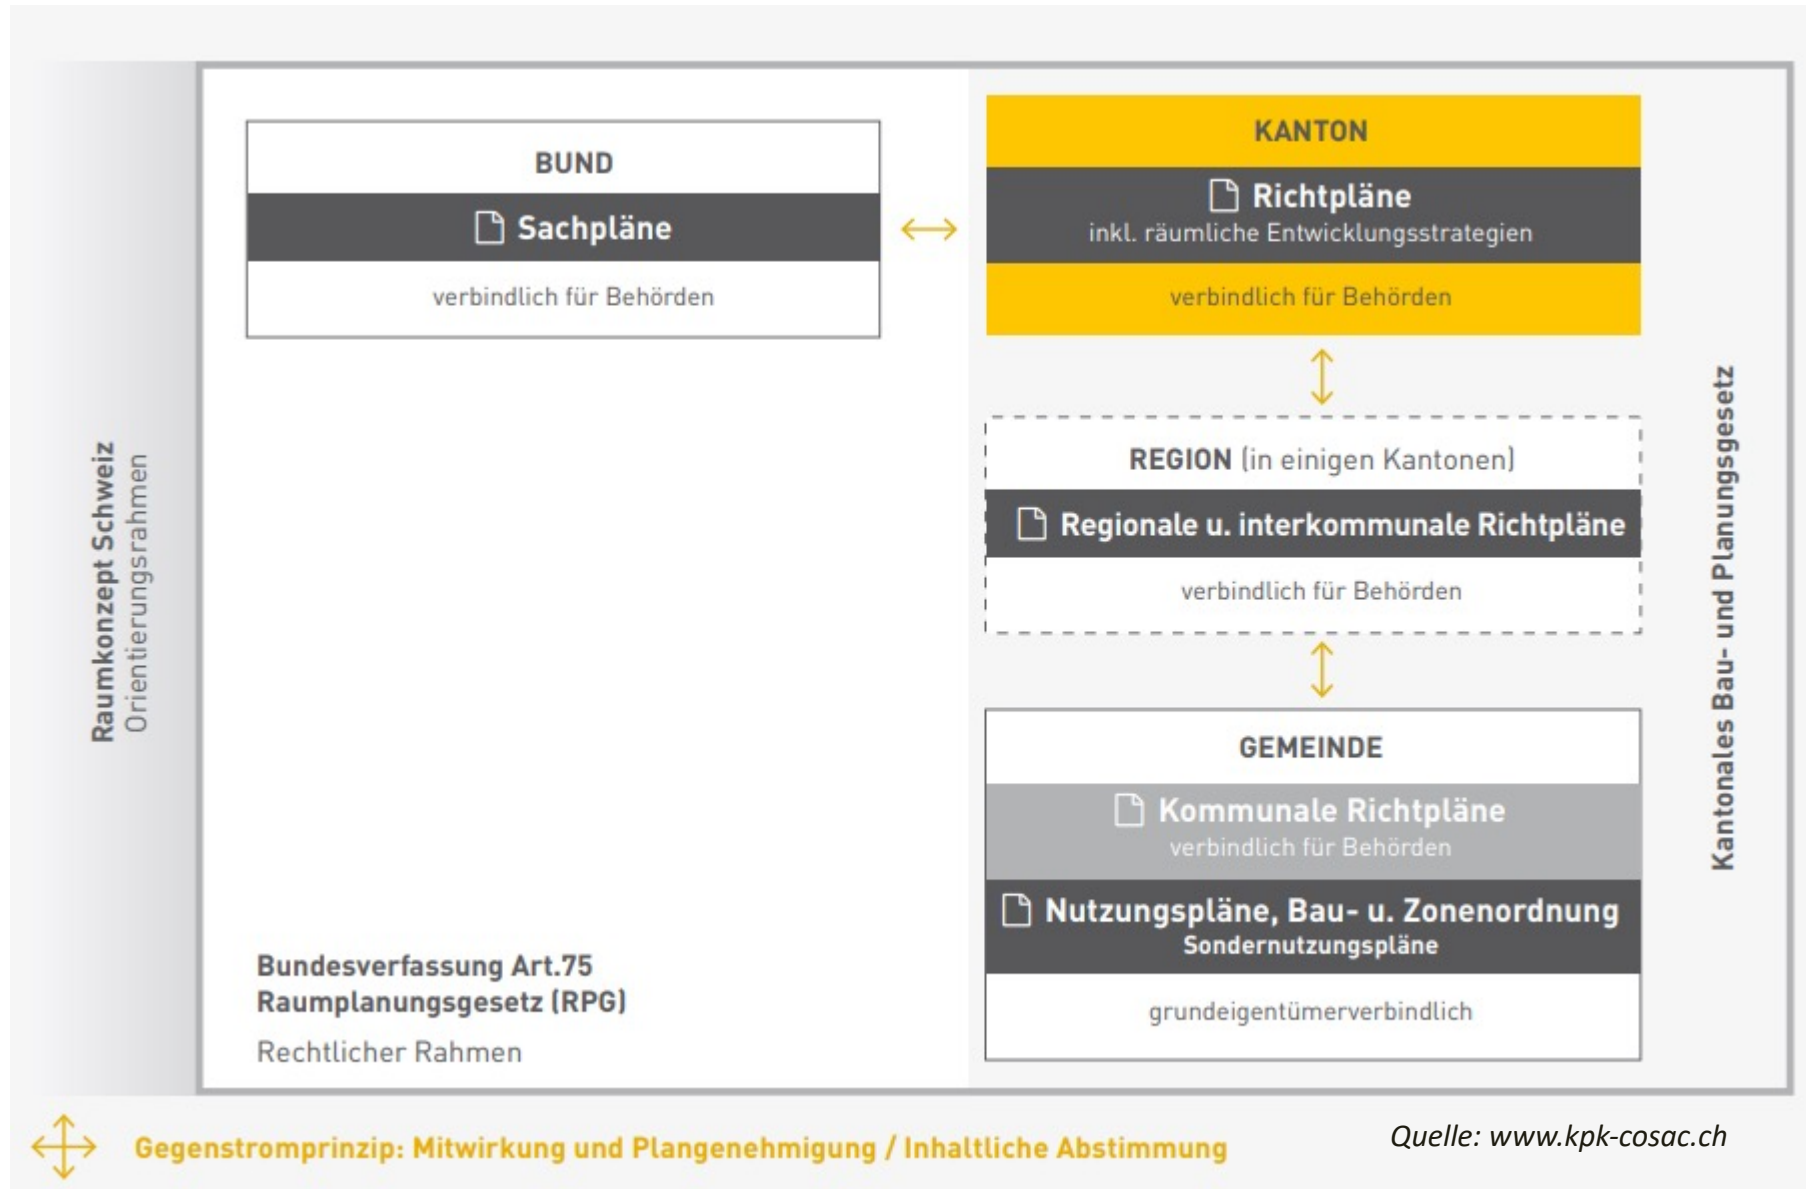 Raumkonzept Schweiz
Orientierungsrahmen
BUND
Sachpläne
verbindlich für Behörden
Bundesverfassung Art.75
Raumplanungsgesetz (RPG)
Rechtlicher Rahmen
KANTON
Richtpläne
inkl. räumliche Entwicklungsstrategien
verbindlich für Behörden
REGION (in einigen Kantonen)
Regionale u. interkommunale Richtpläne
verbindlich für Behörden
GEMEINDE
Kommunale Richtpläne
verbindlich für Behörden
Nutzungspläne, Bau- u. Zonenordnung
Sondernutzungspläne
grundeigentümerverbindlich
Kantonales Bau- und Planungsgesetz
Gegenstromprinzip: Mitwirkung und Plangenehmigung / Inhaltliche Abstimmung
Quelle: www.kpk-cosac.ch